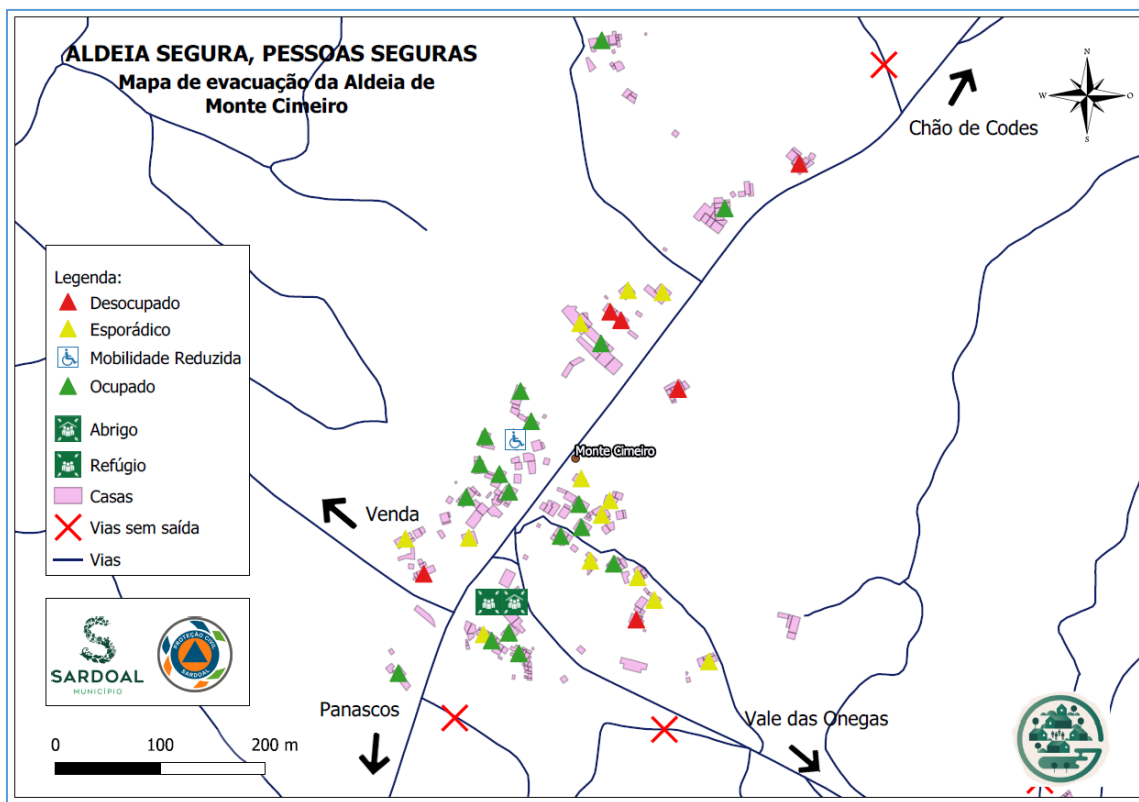 ALDEIA SEGURA, PESSOAS SEGURAS
Mapa de evacuação da Aldeia de
Monte Cimeiro
N
W
O
S
Chão de Codes
Legenda:
Desocupado
Esporádico
Mobilidade Reduzida
Ocupado
Abrigo
Refúgio
Casas
Vias sem saída
Vias
Monte Cimeiro
Venda
SARDOAL
MUNICÍPIO
PROTEÇÃO CIVIL
SARDOAL
Panascos
Vale das Onegas
0 100 200 m